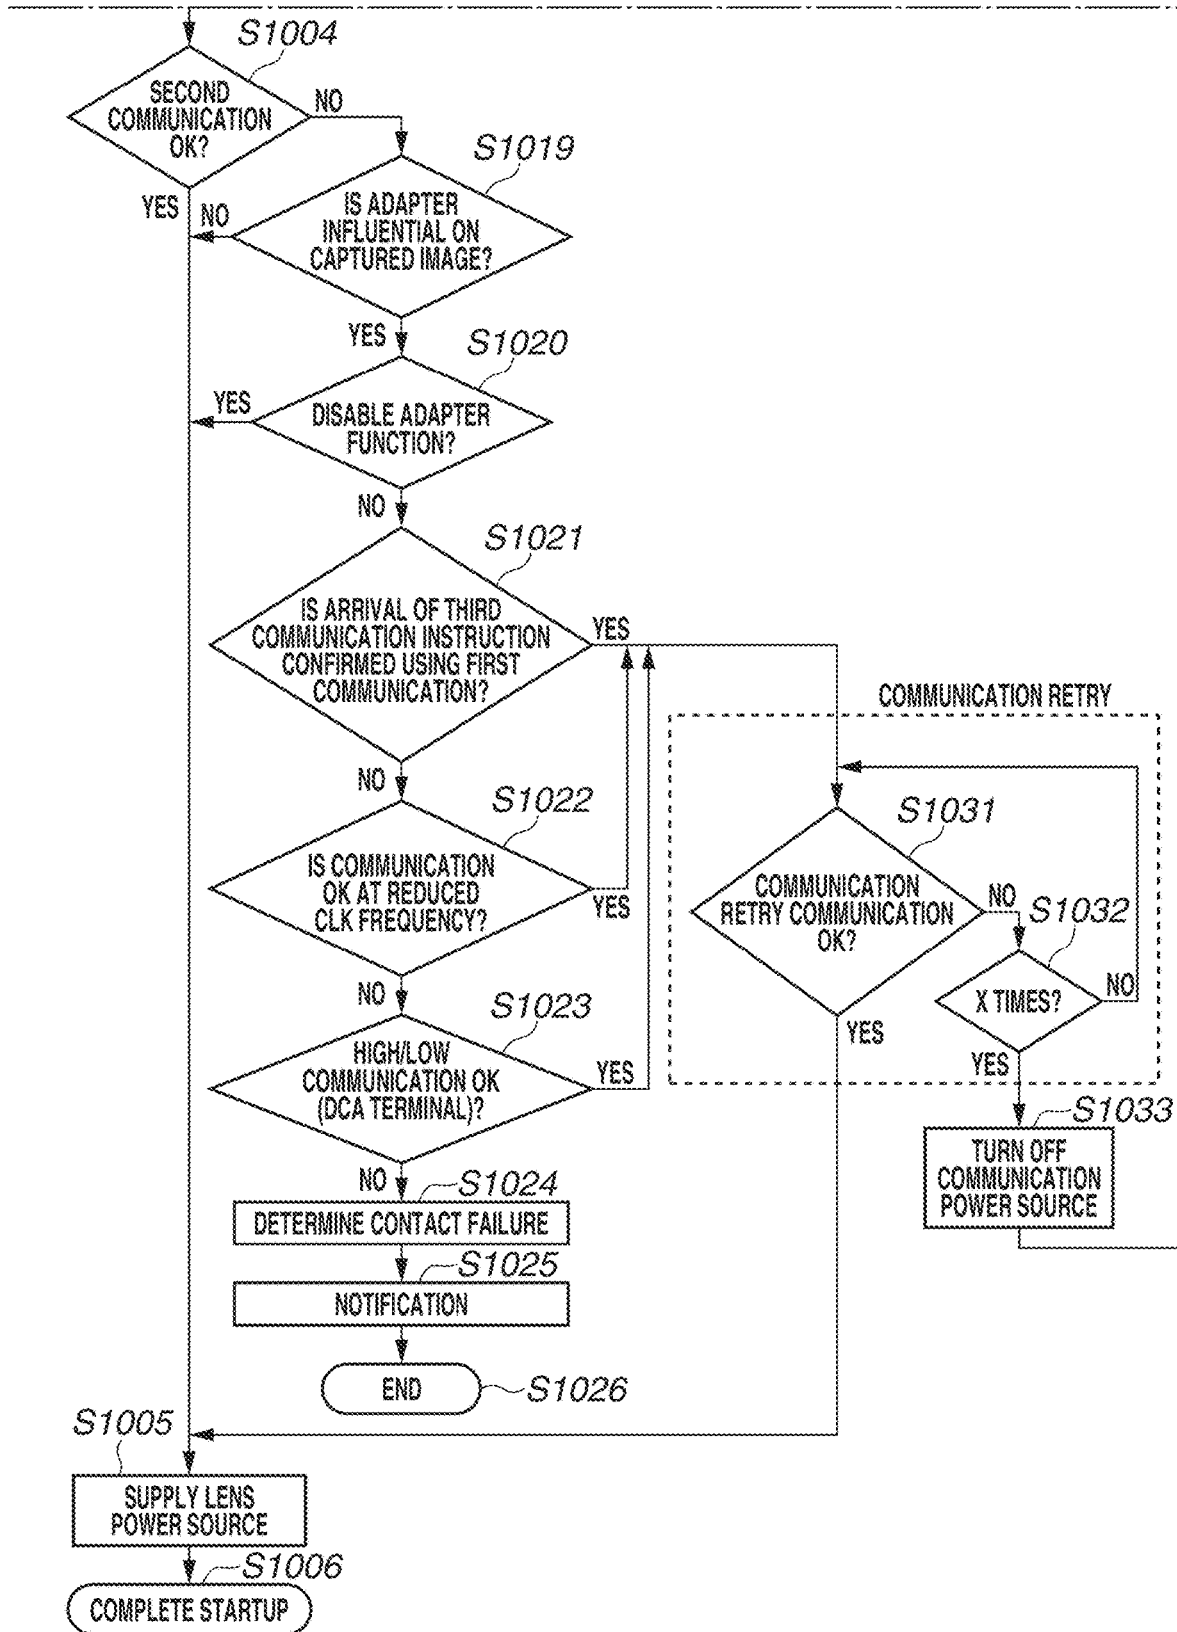 S1004
SECOND
COMMUNICATION
OK?
NO
YES
S1019
IS ADAPTER
INFLUENTIAL ON
CAPTURED IMAGE?
NO
YES
S1020
DISABLE ADAPTER
FUNCTION?
YES
NO
S1021
IS ARRIVAL OF THIRD
COMMUNICATION INSTRUCTION
CONFIRMED USING FIRST
COMMUNICATION?
YES
NO
COMMUNICATION RETRY
S1022
IS COMMUNICATION
OK AT REDUCED
CLK FREQUENCY?
YES
NO
S1031
COMMUNICATION
RETRY COMMUNICATION
OK?
NO
YES
S1032
X TIMES?
NO
YES
S1023
HIGH/LOW
COMMUNICATION OK
(DCA TERMINAL)?
YES
NO
S1033
TURN OFF
COMMUNICATION
POWER SOURCE
S1024
DETERMINE CONTACT FAILURE
S1025
NOTIFICATION
END
S1026
S1005
SUPPLY LENS
POWER SOURCE
S1006
COMPLETE STARTUP